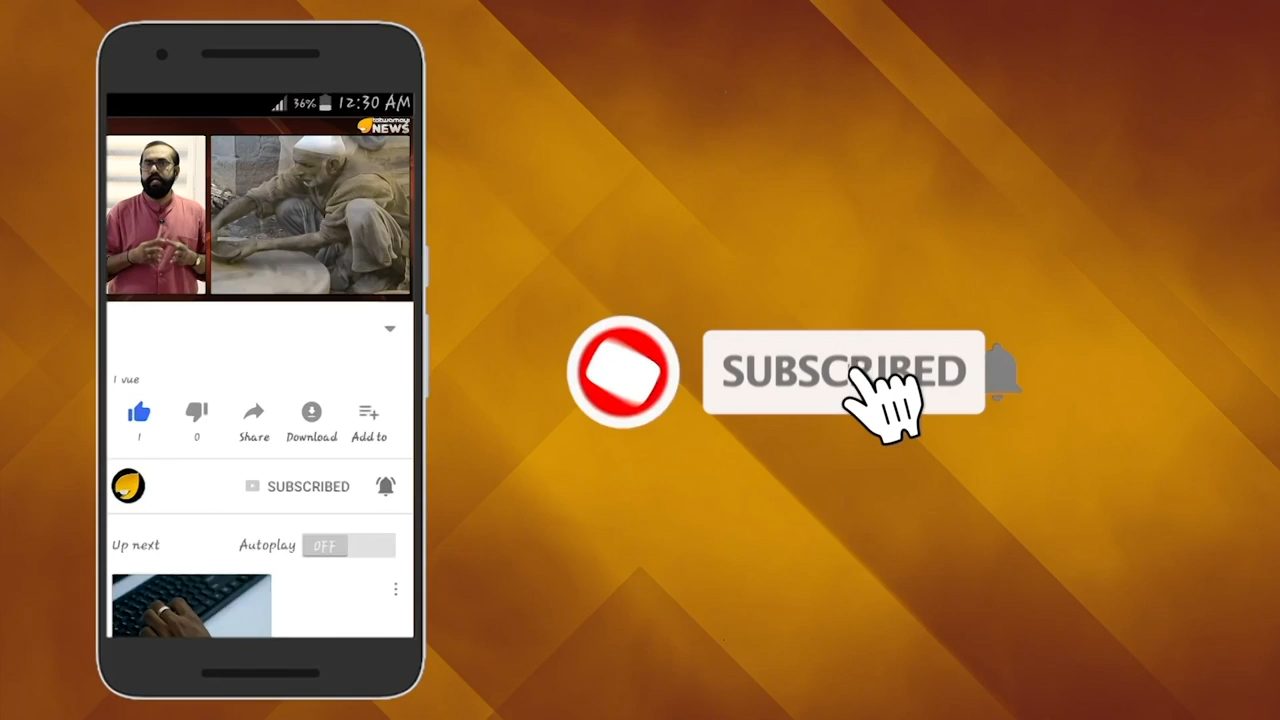 36% 12:30 AM
tatwamayi
NEWS
1 vue
1 0 Share Download Add to
SUBSCRIBED
Up next Autoplay OFF
SUBSCRIBED